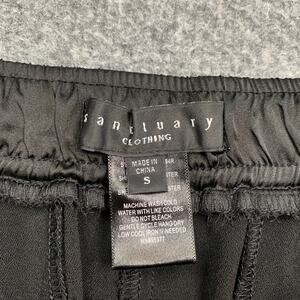 sanctuary
CLOTHING
MADE IN
CHINA
S
MACHINE WASH COLD
WATER WITH LIKE COLORS
DO NOT BLEACH
GENTLE CYCLE HANG DRY
LOW COOL IRON IF NEEDED